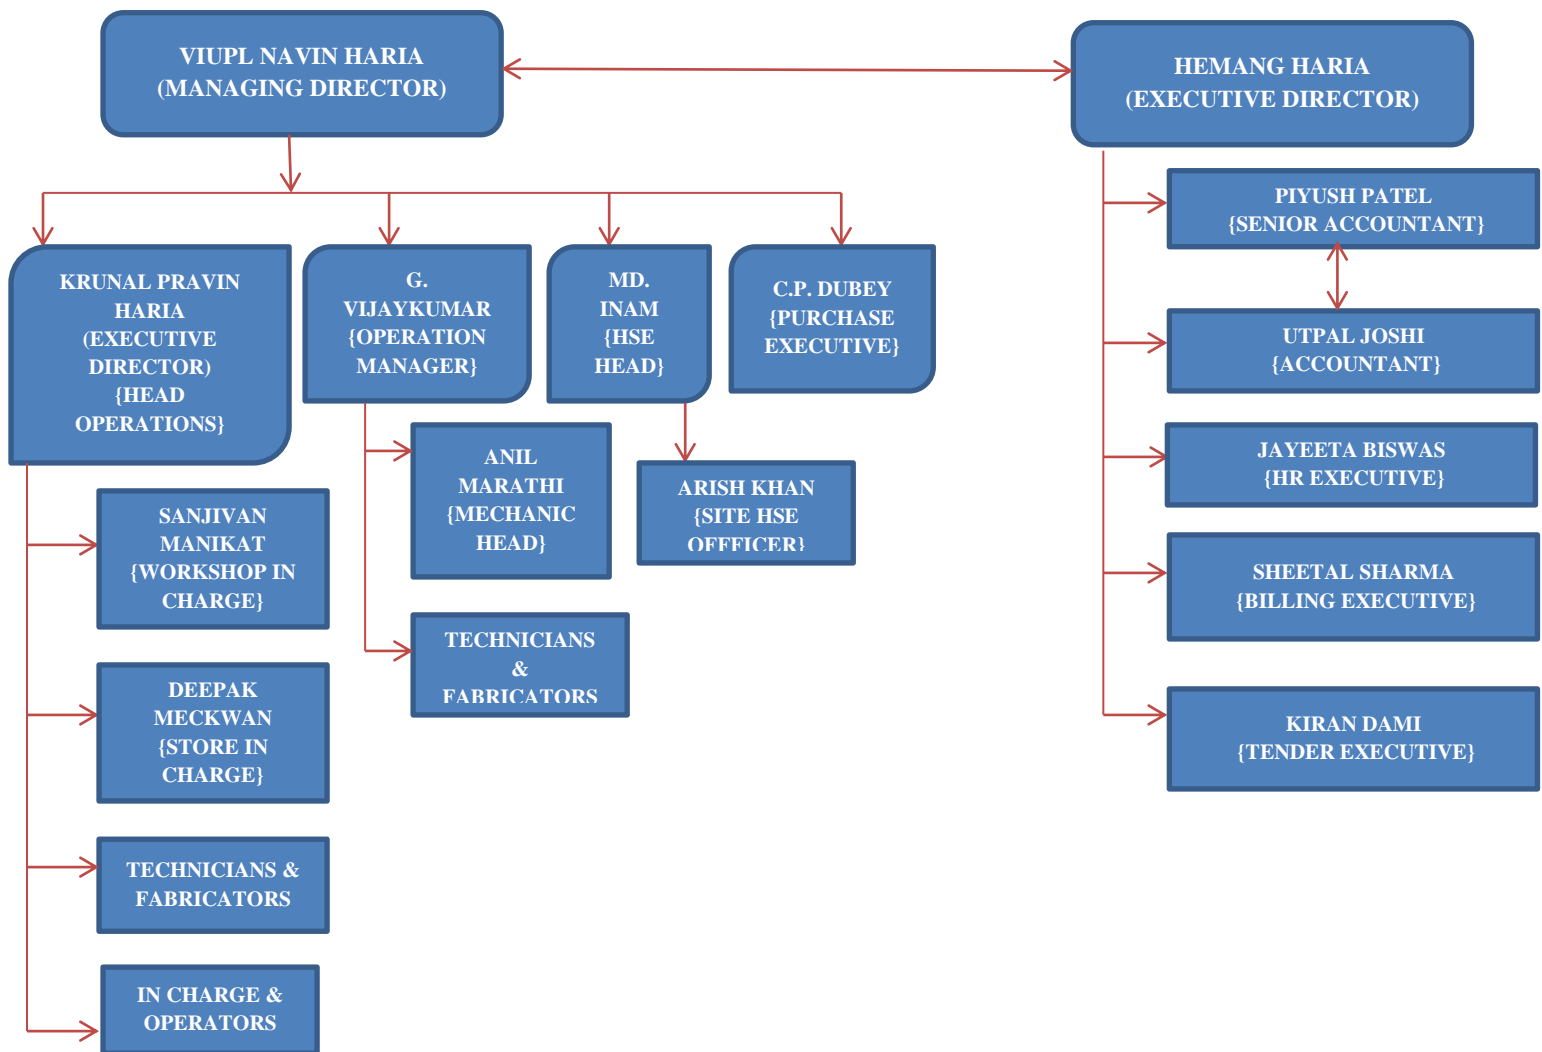 VIUPL NAVIN HARIA
(MANAGING DIRECTOR)
HEMANG HARIA
(EXECUTIVE DIRECTOR)
KRUNAL PRAVIN
HARIA
(EXECUTIVE
DIRECTOR)
{HEAD
OPERATIONS}
G.
VIJAYKUMAR
{OPERATION
MANAGER}
MD.
INAM
{HSE
HEAD}
C.P. DUBEY
{PURCHASE
EXECUTIVE}
SANJIVAN
MANIKAT
{WORKSHOP IN
CHARGE}
DEEPAK
MECKWAN
{STORE IN
CHARGE}
TECHNICIANS &
FABRICATORS
IN CHARGE &
OPERATORS
ANIL
MARATHI
{MECHANIC
HEAD}
TECHNICIANS
&
FABRICATORS
ARISH KHAN
{SITE HSE
OFFFICER}
PIYUSH PATEL
{SENIOR ACCOUNTANT}
UTPAL JOSHI
{ACCOUNTANT}
JAYEETA BISWAS
{HR EXECUTIVE}
SHEETAL SHARMA
{BILLING EXECUTIVE}
KIRAN DAMI
{TENDER EXECUTIVE}